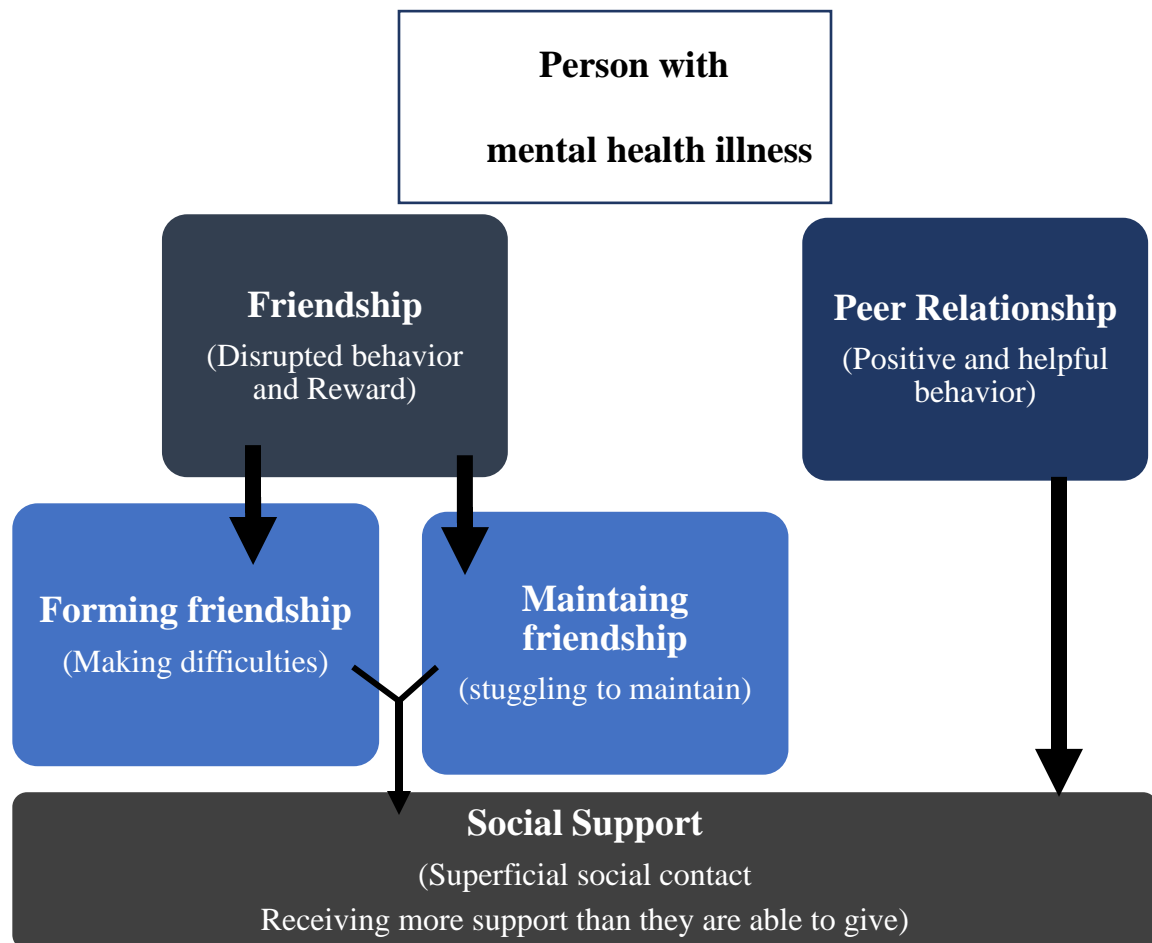 Person with
mental health illness
Friendship
(Disrupted behavior
and Reward)
Peer Relationship
(Positive and helpful
behavior)
Forming friendship
(Making difficulties)
Maintaing
friendship
(stuggling to maintain)
Social Support
(Superficial social contact
Receiving more support than they are able to give)